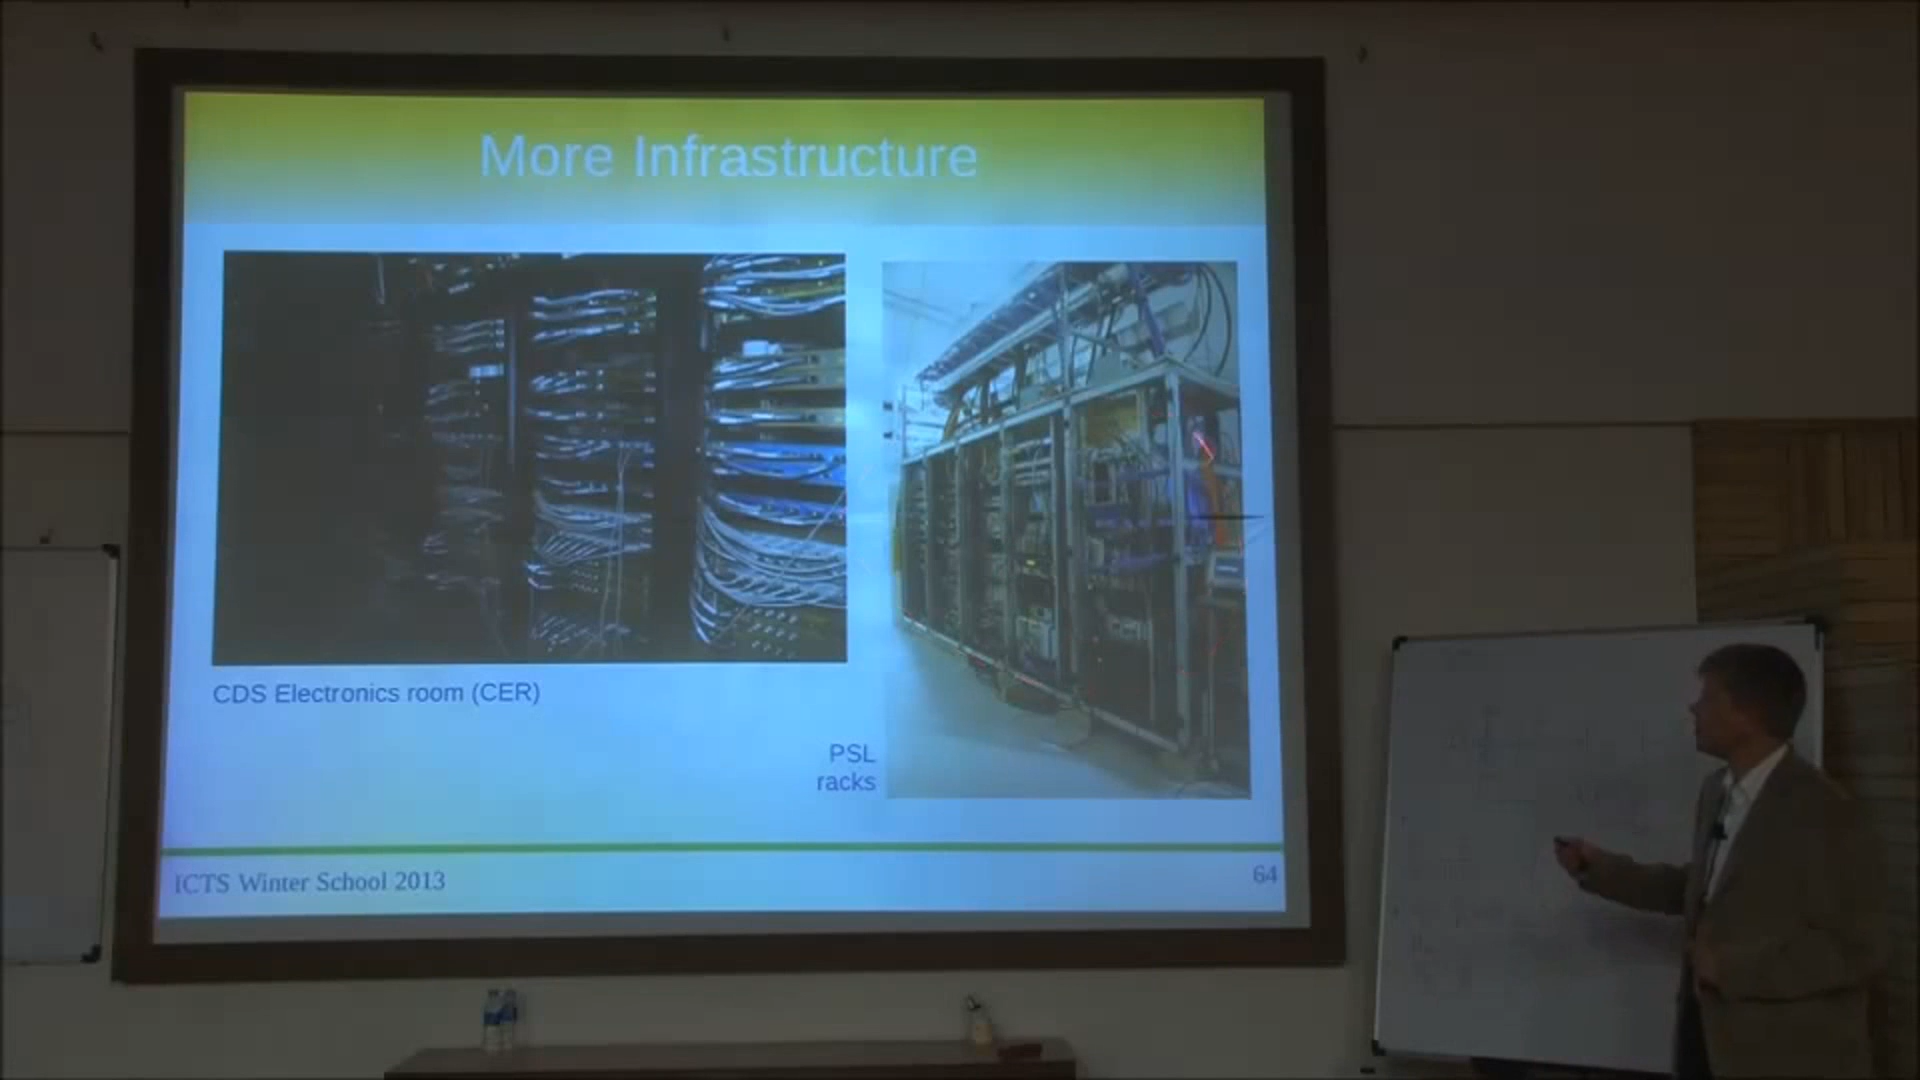 More Infrastructure
CDS Electronics room (CER)
PSL
racks
ICTS Winter School 2013
64